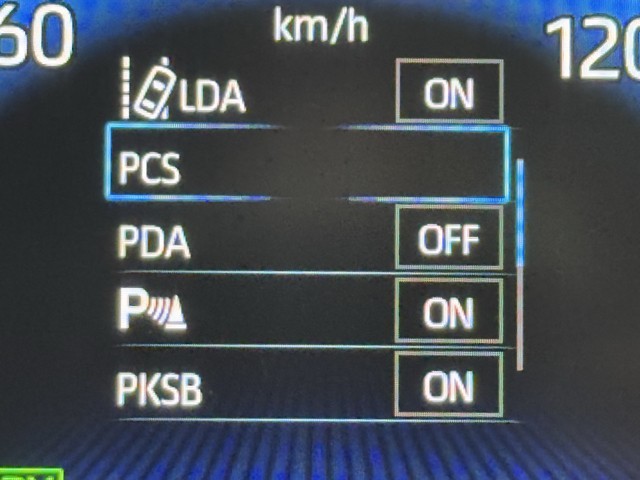 km/h
60
120
LDA ON
PCS
PDA OFF
P ON
PKSB ON